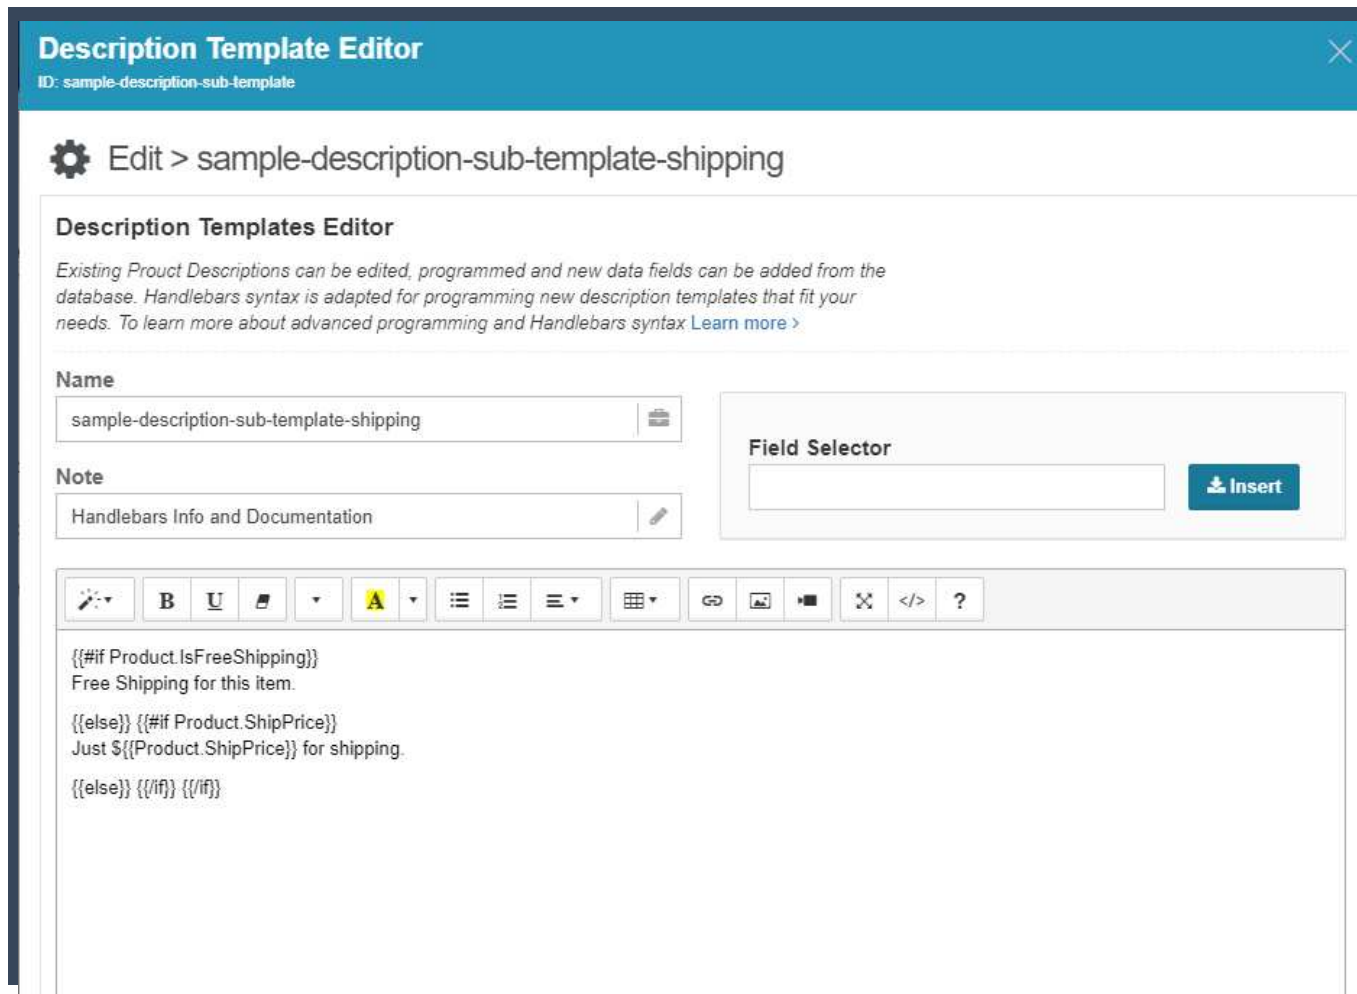 Description Template Editor
ID: sample-description-sub-template
Edit > sample-description-sub-template-shipping
Description Templates Editor
Existing Prouct Descriptions can be edited, programmed and new data fields can be added from the
database. Handlebars syntax is adapted for programming new description templates that fit your
needs. To learn more about advanced programming and Handlebars syntax Learn more >
Name
sample-description-sub-template-shipping
Field Selector
Note
Insert
Handlebars Info and Documentation
B U A </> ?
{{#if Product.IsFreeShipping}}
Free Shipping for this item.
{{else}} {{#if Product.ShipPrice}}
Just ${{Product.ShipPrice}} for shipping.
{{else}} {{/if}} {{/if}}